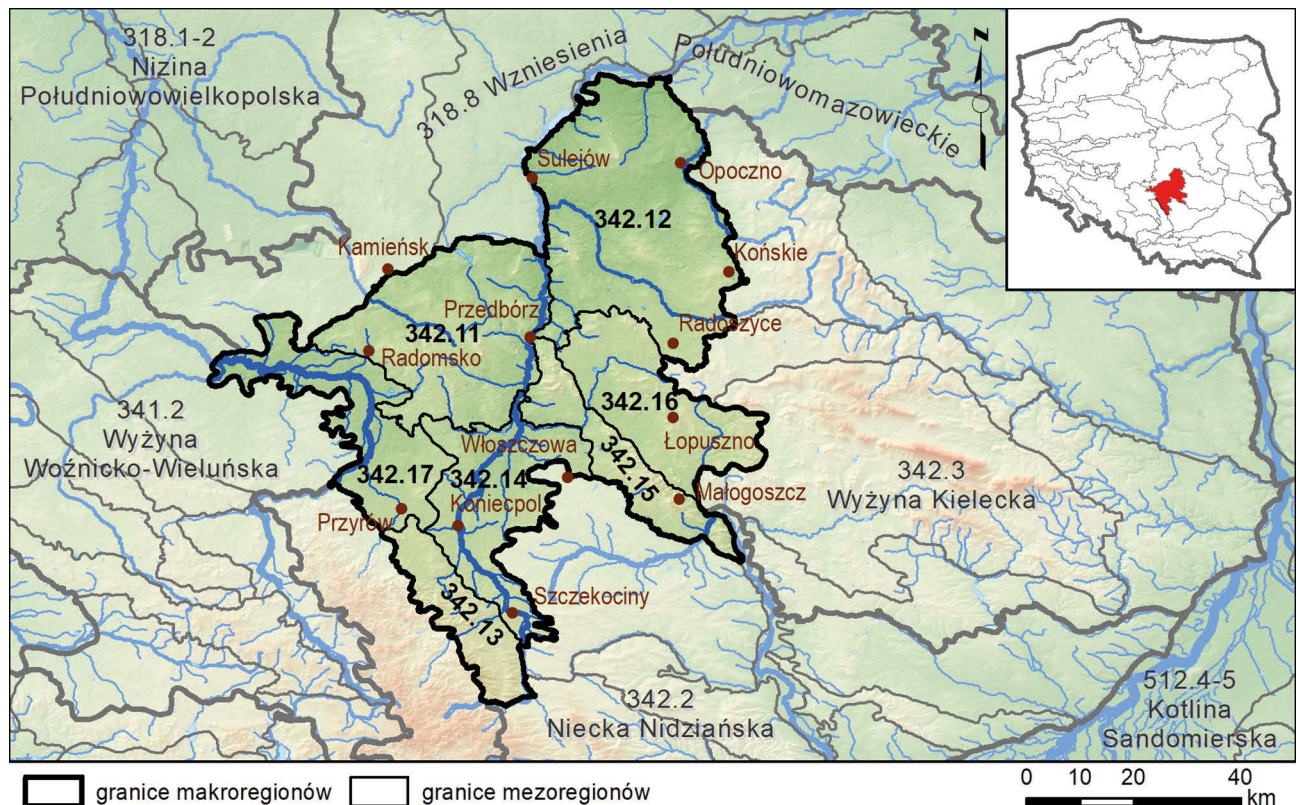 318.1-2
Nizina
Południowowielkopolska
318.8 Wzniesienia
Południowomazowieckie
N
Sulejów
Opoczno
342.12
Kamieńsk
Końskie
Przedbórz
342.11
Radoszyce
Radomsko
341.2
Wyżyna
Woźnicko-Wieluńska
342.16
Łopuszno
Włoszczowa
342.15
342.17
342.14
Małogoszcz
342.3
Wyżyna Kielecka
Koniecpol
Przyrów
342.13
Szczekociny
342.2
Niecka Nidziańska
512.4-5
Kotlina
Sandomierska
granice makroregionów
granice mezoregionów
0 10 20 40
km